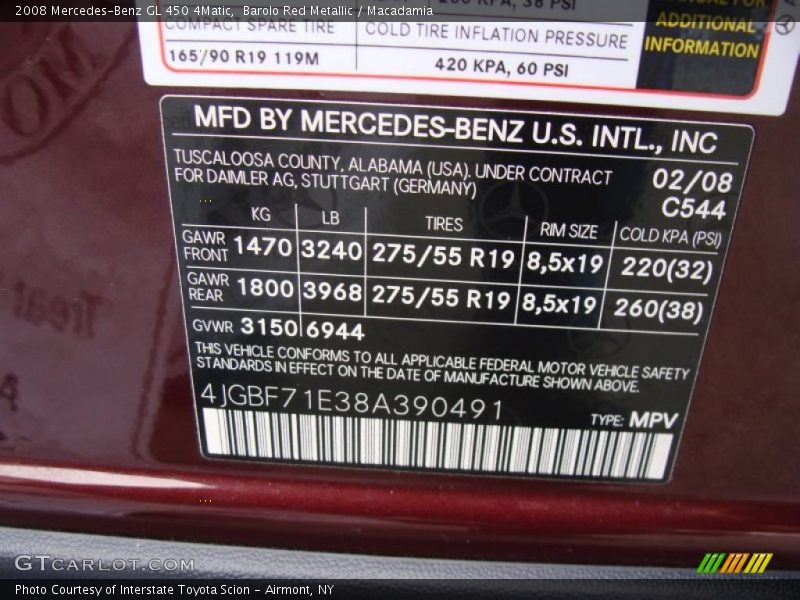 2008 Mercedes-Benz GL 450 4Matic, Barolo Red Metallic / Macadamia
COMPACT SPARE TIRE COLD TIRE INFLATION PRESSURE
165/90 R19 119M 420 KPA, 60 PSI
ADDITIONAL
INFORMATION
MFD BY MERCEDES-BENZ U.S. INTL., INC
TUSCALOOSA COUNTY, ALABAMA (USA). UNDER CONTRACT
FOR DAIMLER AG, STUTTGART (GERMANY)
02/08
C544
KG LB TIRES RIM SIZE COLD KPA (PSI)
GAWR FRONT 1470 3240 275/55 R19 8,5x19 220(32)
GAWR REAR 1800 3968 275/55 R19 8,5x19 260(38)
GVWR 3150 6944
THIS VEHICLE CONFORMS TO ALL APPLICABLE FEDERAL MOTOR VEHICLE SAFETY
STANDARDS IN EFFECT ON THE DATE OF MANUFACTURE SHOWN ABOVE.
4JGBF71E38A390491
TYPE: MPV
GTCARLOT.COM
Photo Courtesy of Interstate Toyota Scion - Airmont, NY